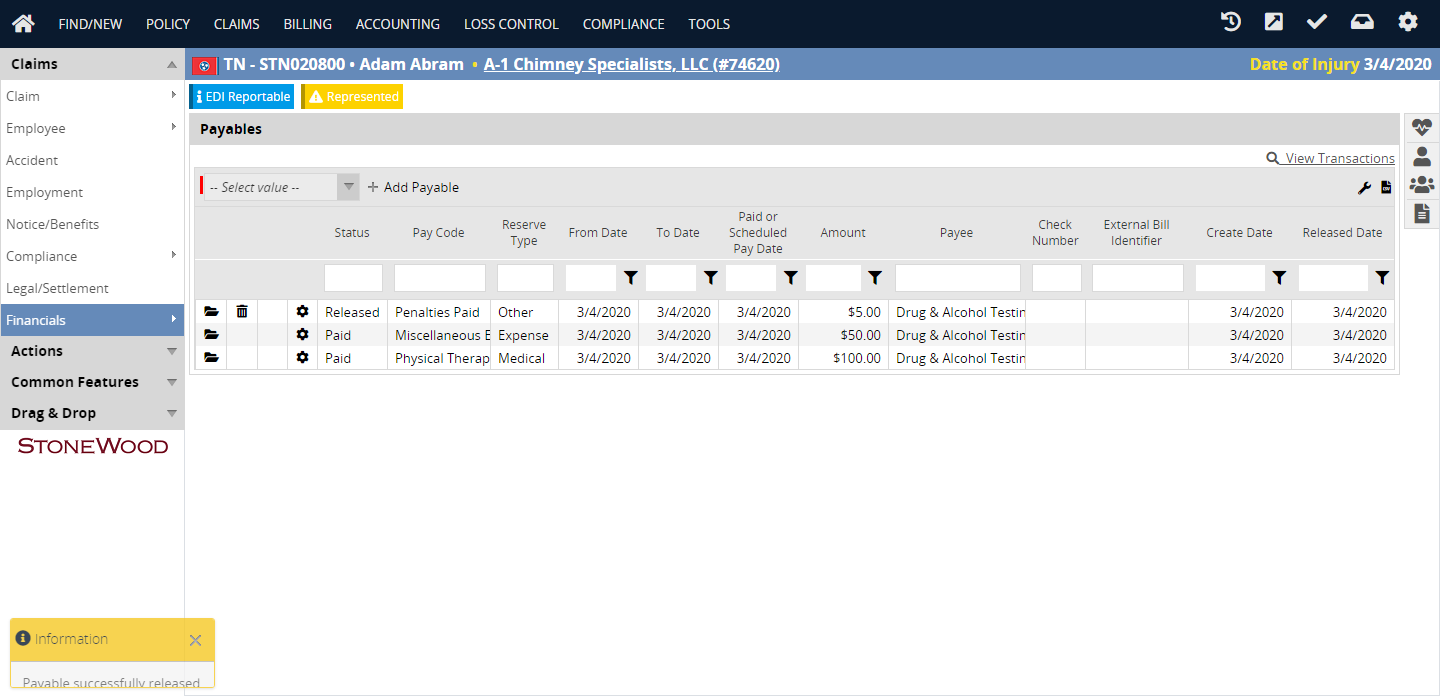 FIND/NEW POLICY CLAIMS BILLING ACCOUNTING LOSS CONTROL COMPLIANCE TOOLS
Claims
TN - STN020800 • Adam Abram • A-1 Chimney Specialists, LLC (#74620) Date of Injury 3/4/2020
Claim
Employee
Accident
Employment
Notice/Benefits
Compliance
Legal/Settlement
Financials
Actions
Common Features
Drag & Drop
STONEWOOD
EDI Reportable Represented
Payables
View Transactions
-- Select value -- Add Payable
Status Pay Code Reserve Type From Date To Date Paid or Scheduled Pay Date Amount Payee Check Number External Bill Identifier Create Date Released Date
Released Penalties Paid Other 3/4/2020 3/4/2020 3/4/2020 $5.00 Drug & Alcohol Testin 3/4/2020 3/4/2020
Paid Miscellaneous E Expense 3/4/2020 3/4/2020 3/4/2020 $50.00 Drug & Alcohol Testin 3/4/2020 3/4/2020
Paid Physical Therap Medical 3/4/2020 3/4/2020 3/4/2020 $100.00 Drug & Alcohol Testin 3/4/2020 3/4/2020
Information
Payable successfully released